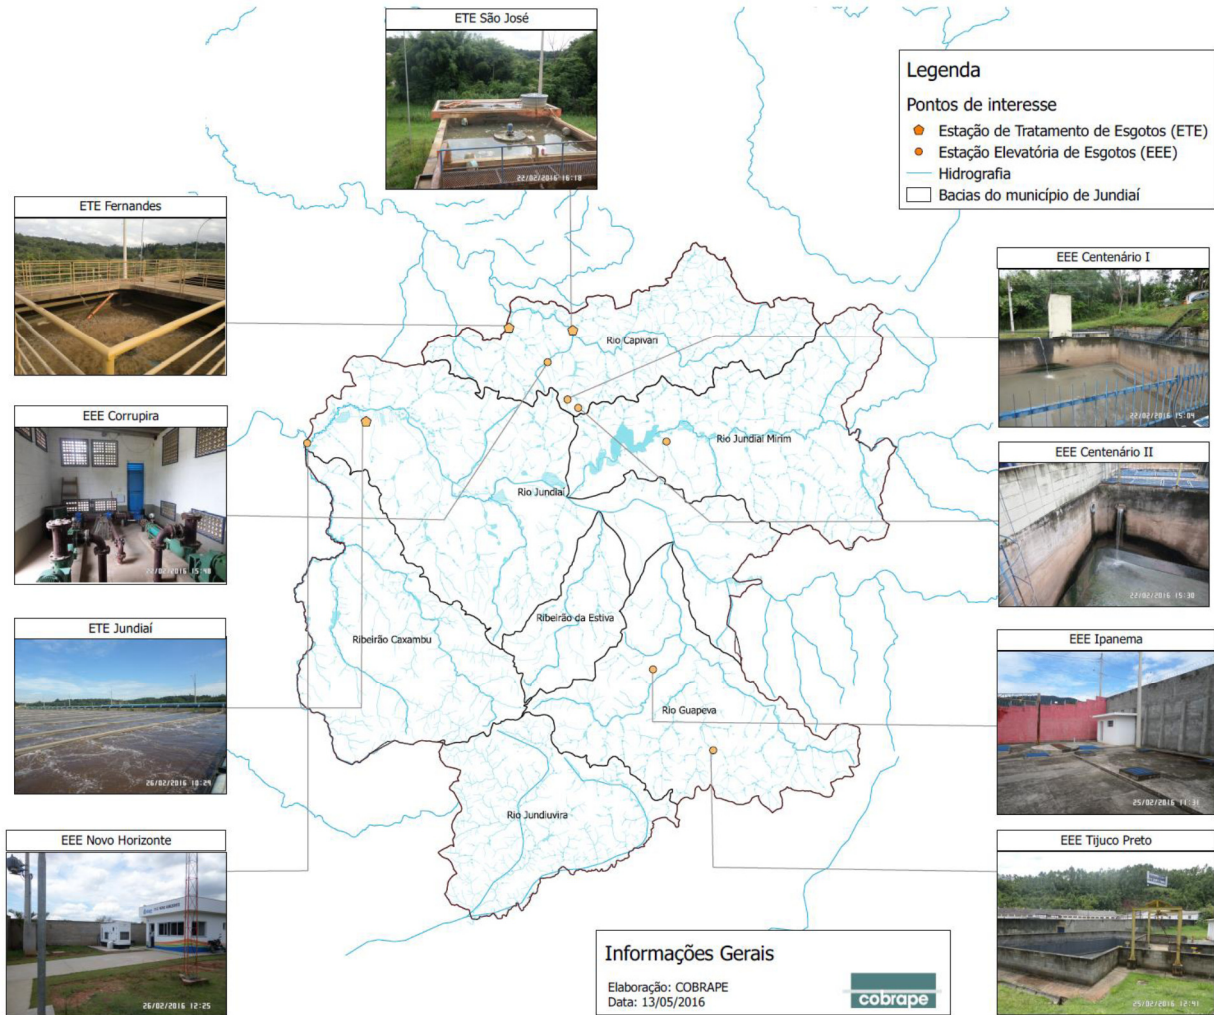 ETE São José
22/02/2016 16:18
Legenda
Pontos de interesse
Estação de Tratamento de Esgotos (ETE)
Estação Elevatória de Esgotos (EEE)
Hidrografia
Bacias do município de Jundiaí
ETE Fernandes
EEE Centenário I
22/02/2016 15:09
EEE Corrupira
22/02/2016 15:48
EEE Centenário II
22/02/2016 15:30
ETE Jundiaí
26/02/2016 10:29
EEE Ipanema
25/02/2016 11:31
EEE Novo Horizonte
26/02/2016 12:25
EEE Tijuco Preto
25/02/2016 12:41
Rio Capivari
Rio Jundiaí Mirim
Rio Jundiaí
Ribeirão da Estiva
Ribeirão Caxambu
Rio Guapeva
Rio Jundiuvira
Informações Gerais
Elaboração: COBRAPE
Data: 13/05/2016
cobrape